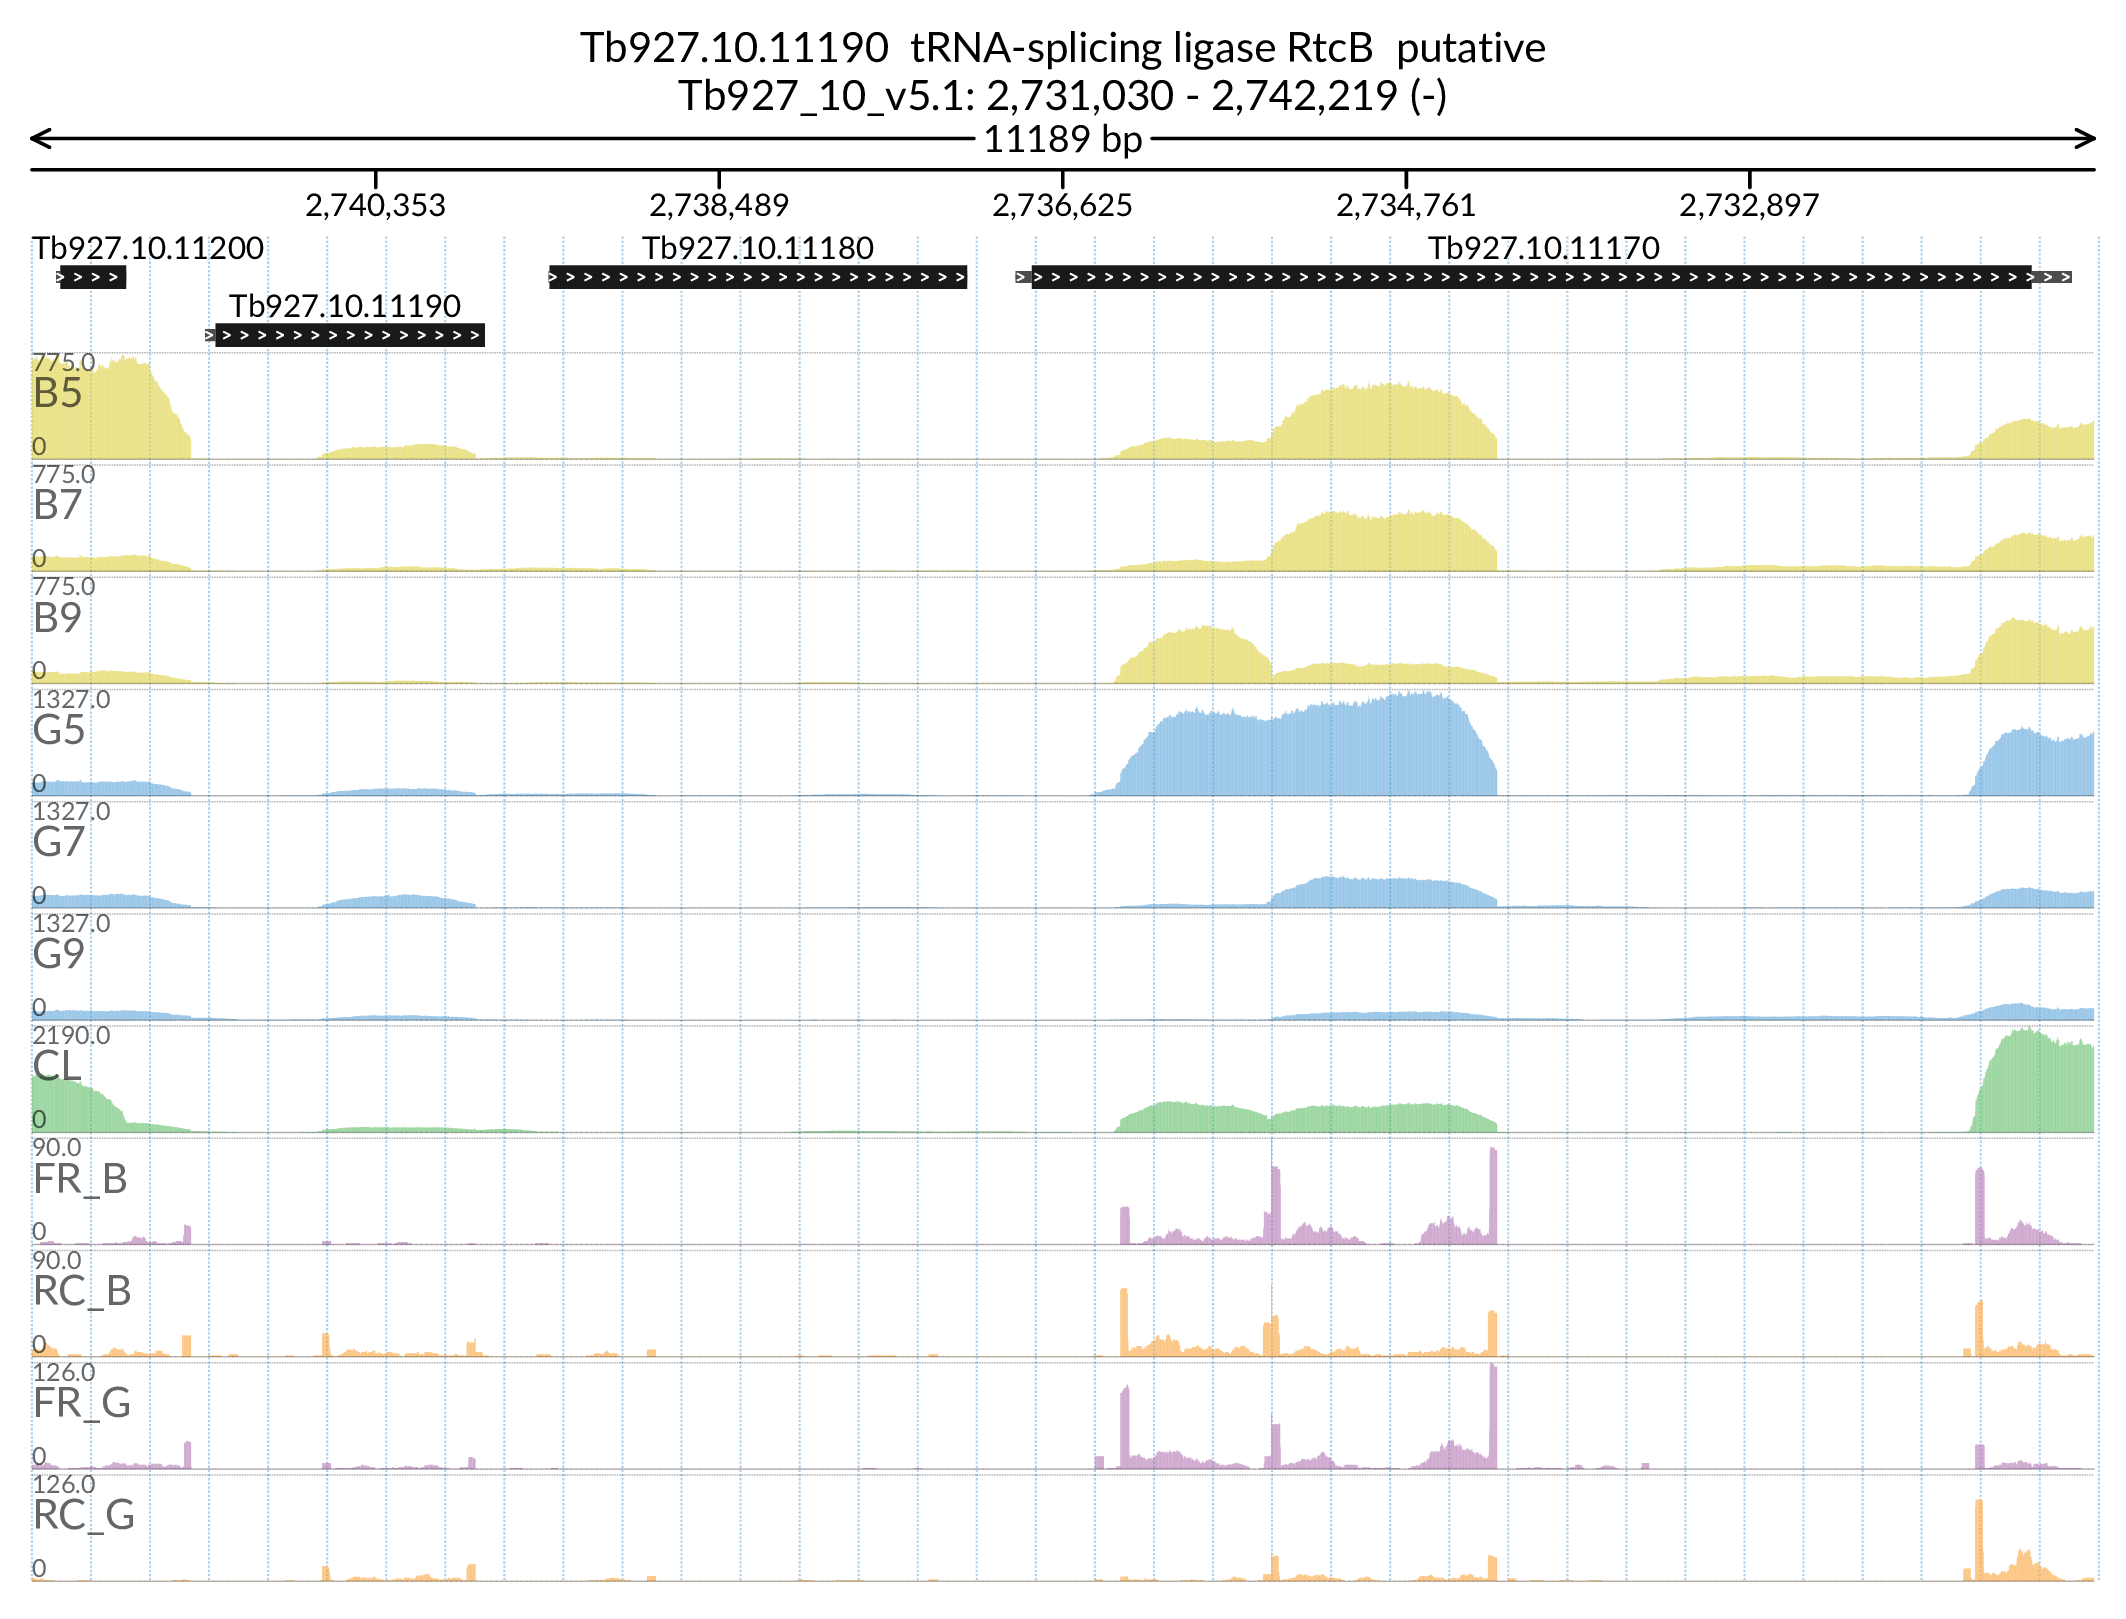 Tb927.10.11190 tRNA-splicing ligase RtcB putative
Tb927_10_v5.1: 2,731,030 - 2,742,219 (-)
11189 bp
2,740,353 2,738,489 2,736,625 2,734,761 2,732,897
Tb927.10.11200 Tb927.10.11180 Tb927.10.11170
Tb927.10.11190
775.0
B5
0
775.0
B7
0
775.0
B9
0
1327.0
G5
0
1327.0
G7
0
1327.0
G9
0
2190.0
CL
0
90.0
FR_B
0
90.0
RC_B
0
126.0
FR_G
0
126.0
RC_G
0